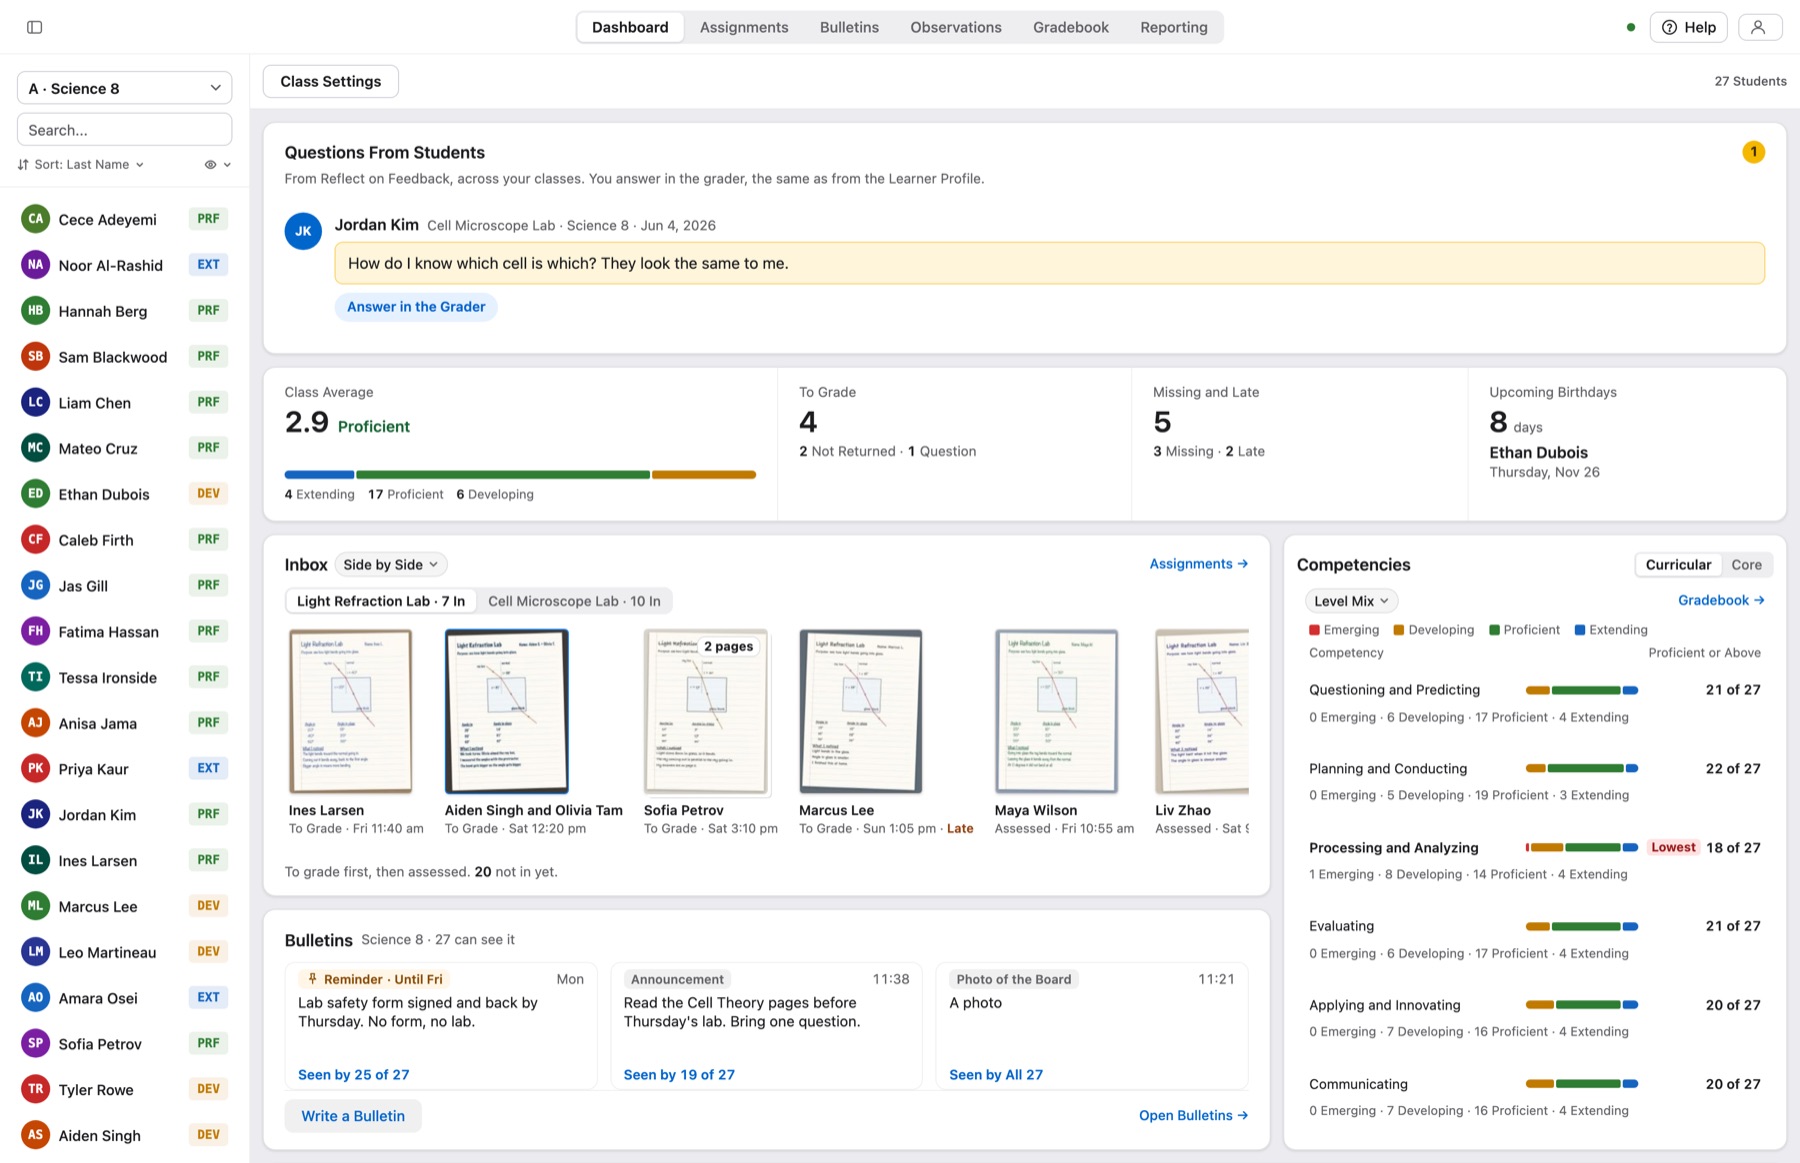 Dashboard
Assignments
Bulletins
Observations
Gradebook
Reporting
Help
A · Science 8
Search...
Sort: Last Name
CA Cece Adeyemi PRF
NA Noor Al-Rashid EXT
HB Hannah Berg PRF
SB Sam Blackwood PRF
LC Liam Chen PRF
MC Mateo Cruz PRF
ED Ethan Dubois DEV
CF Caleb Firth PRF
JG Jas Gill PRF
FH Fatima Hassan PRF
TI Tessa Ironside PRF
AJ Anisa Jama PRF
PK Priya Kaur EXT
JK Jordan Kim PRF
IL Ines Larsen PRF
ML Marcus Lee DEV
LM Leo Martineau DEV
AO Amara Osei EXT
SP Sofia Petrov PRF
TR Tyler Rowe DEV
AS Aiden Singh DEV
Class Settings
27 Students
Questions From Students
1
From Reflect on Feedback, across your classes. You answer in the grader, the same as from the Learner Profile.
JK
Jordan Kim Cell Microscope Lab · Science 8 · Jun 4, 2026
How do I know which cell is which? They look the same to me.
Answer in the Grader
Class Average
2.9 Proficient
4 Extending 17 Proficient 6 Developing
To Grade
4
2 Not Returned · 1 Question
Missing and Late
5
3 Missing · 2 Late
Upcoming Birthdays
8 days
Ethan Dubois
Thursday, Nov 26
Inbox Side by Side
Assignments →
Light Refraction Lab · 7 In
Cell Microscope Lab · 10 In
Light Refraction Lab
Light Refraction Lab
2 pages
Light Refraction Lab
Light Refraction Lab
Light Refraction Lab
Ines Larsen
To Grade · Fri 11:40 am
Aiden Singh and Olivia Tam
To Grade · Sat 12:20 pm
Sofia Petrov
To Grade · Sat 3:10 pm
Marcus Lee
To Grade · Sun 1:05 pm · Late
Maya Wilson
Assessed · Fri 10:55 am
Liv Zhao
Assessed · Sat
To grade first, then assessed. 20 not in yet.
Bulletins Science 8 · 27 can see it
Reminder · Until Fri Mon
Lab safety form signed and back by
Thursday. No form, no lab.
Seen by 25 of 27
Announcement 11:38
Read the Cell Theory pages before
Thursday's lab. Bring one question.
Seen by 19 of 27
Photo of the Board 11:21
A photo
Seen by All 27
Write a Bulletin
Open Bulletins →
Competencies
Curricular
Core
Level Mix
Gradebook →
Emerging Developing Proficient Extending
Competency Proficient or Above
Questioning and Predicting 21 of 27
0 Emerging · 6 Developing · 17 Proficient · 4 Extending
Planning and Conducting 22 of 27
0 Emerging · 5 Developing · 19 Proficient · 3 Extending
Processing and Analyzing Lowest 18 of 27
1 Emerging · 8 Developing · 14 Proficient · 4 Extending
Evaluating 21 of 27
0 Emerging · 6 Developing · 17 Proficient · 4 Extending
Applying and Innovating 20 of 27
0 Emerging · 7 Developing · 16 Proficient · 4 Extending
Communicating 20 of 27
0 Emerging · 7 Developing · 16 Proficient · 4 Extending